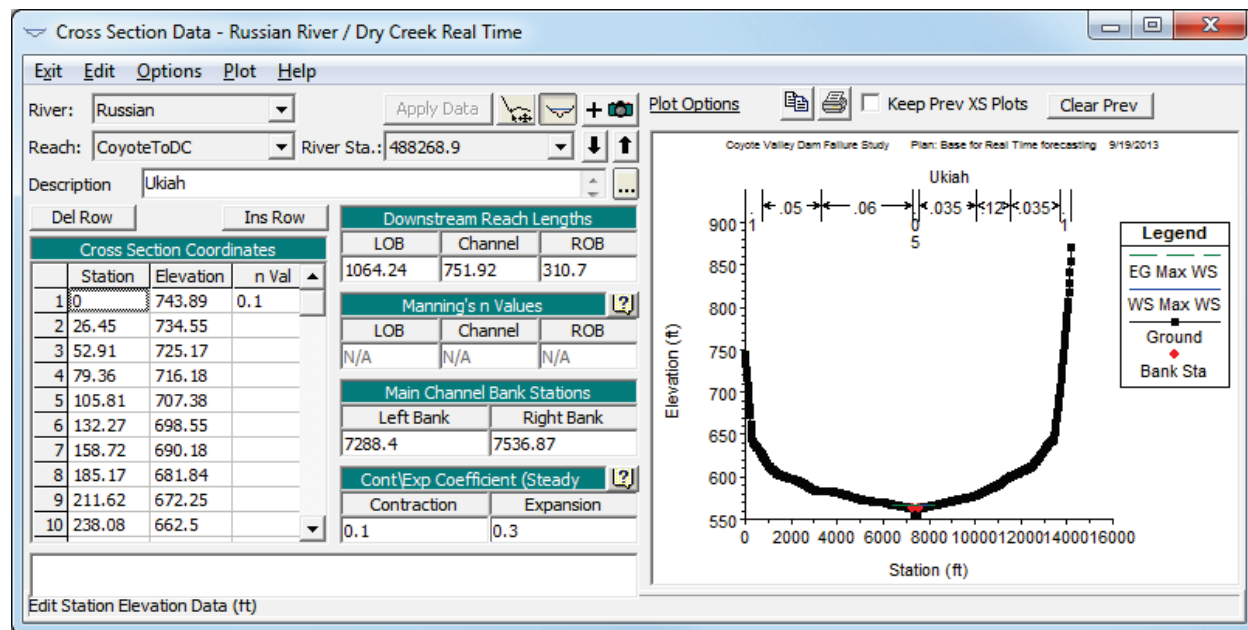 Cross Section Data - Russian River / Dry Creek Real Time
Exit Edit Options Plot Help
River: Russian Apply Data
Reach: CoyoteToDC River Sta.: 488268.9
Description Ukiah ...
Del Row Ins Row
Cross Section Coordinates
Station Elevation n Val
1 0 743.89 0.1
2 26.45 734.55
3 52.91 725.17
4 79.36 716.18
5 105.81 707.38
6 132.27 698.55
7 158.72 690.18
8 185.17 681.84
9 211.62 672.25
10 238.08 662.5
Downstream Reach Lengths
LOB Channel ROB
1064.24 751.92 310.7
Manning's n Values
LOB Channel ROB
N/A N/A N/A
Main Channel Bank Stations
Left Bank Right Bank
7288.4 7536.87
Cont\Exp Coefficient (Steady
Contraction Expansion
0.1 0.3
Edit Station Elevation Data (ft)
Plot Options Keep Prev XS Plots Clear Prev
Coyote Valley Dam Failure Study Plan: Base for Real Time forecasting 9/19/2013
Ukiah
.1 .05 .06 .05 .035 .12 .035 .1
900
850
800
750
700
650
600
550
Elevation (ft)
0 2000 4000 6000 8000 10000 12000 14000 16000
Station (ft)
Legend
EG Max WS
WS Max WS
Ground
Bank Sta